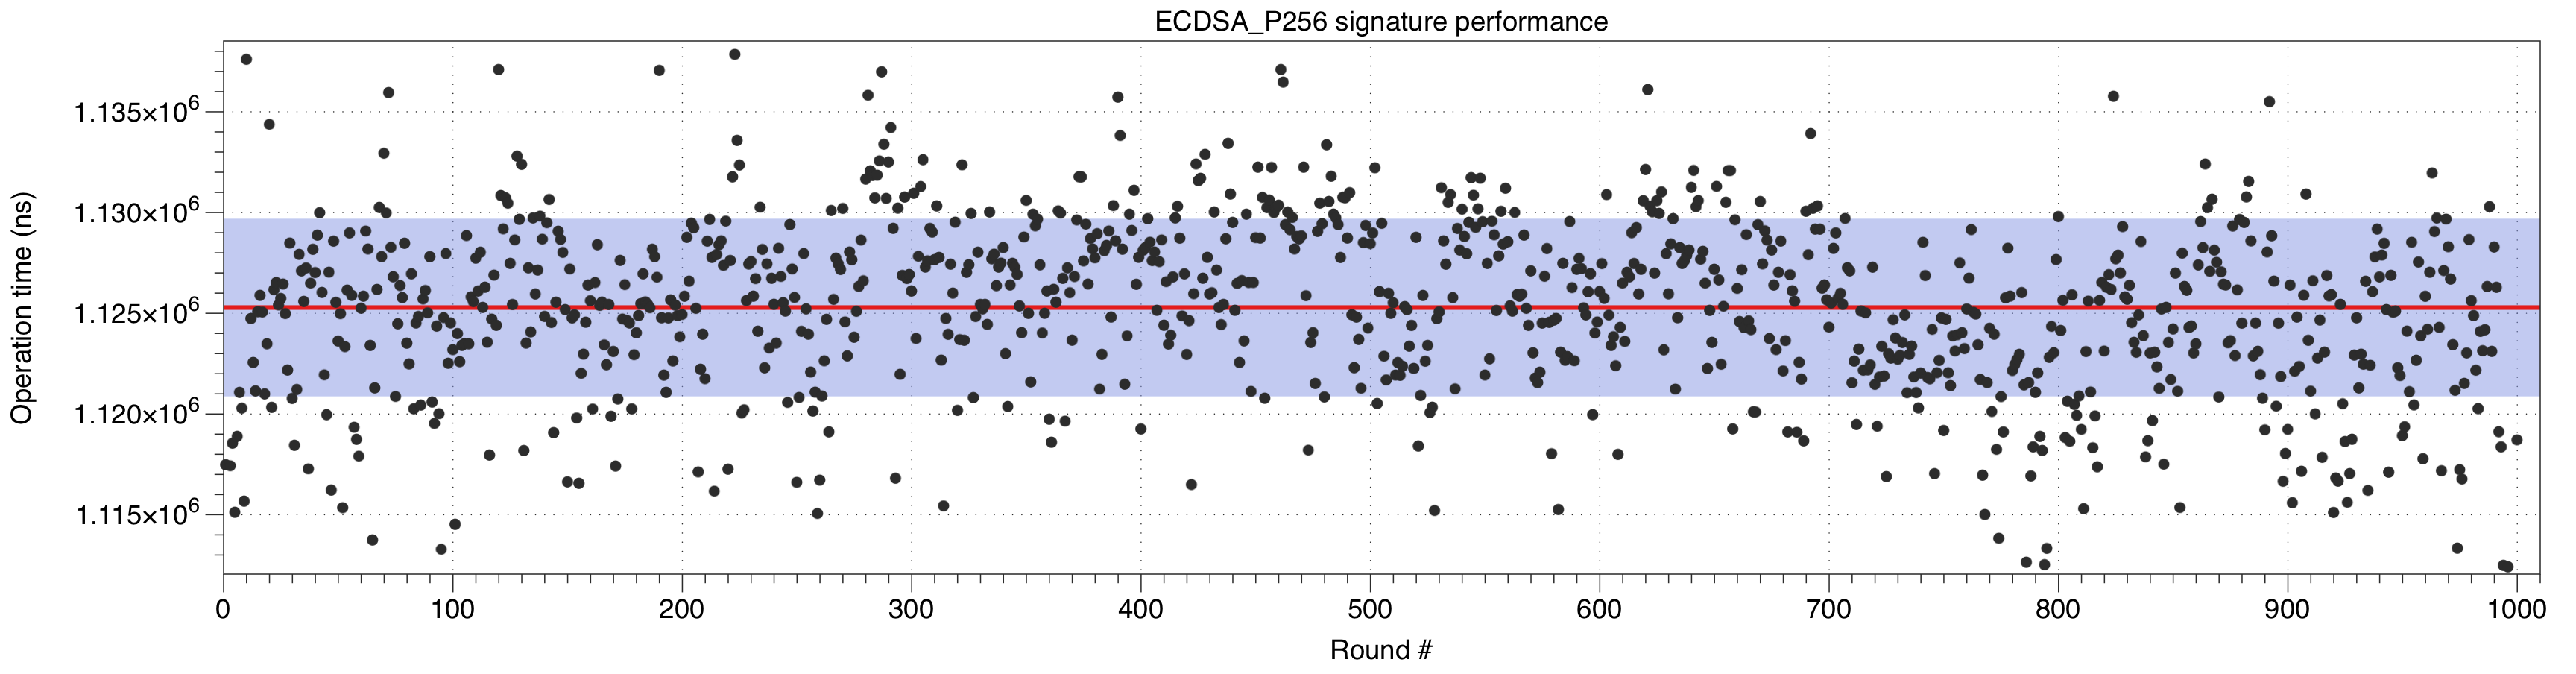 ECDSA_P256 signature performance
Operation time (ns)
1.135×10⁶
1.130×10⁶
1.125×10⁶
1.120×10⁶
1.115×10⁶
0 100 200 300 400 500 600 700 800 900 1000
Round #